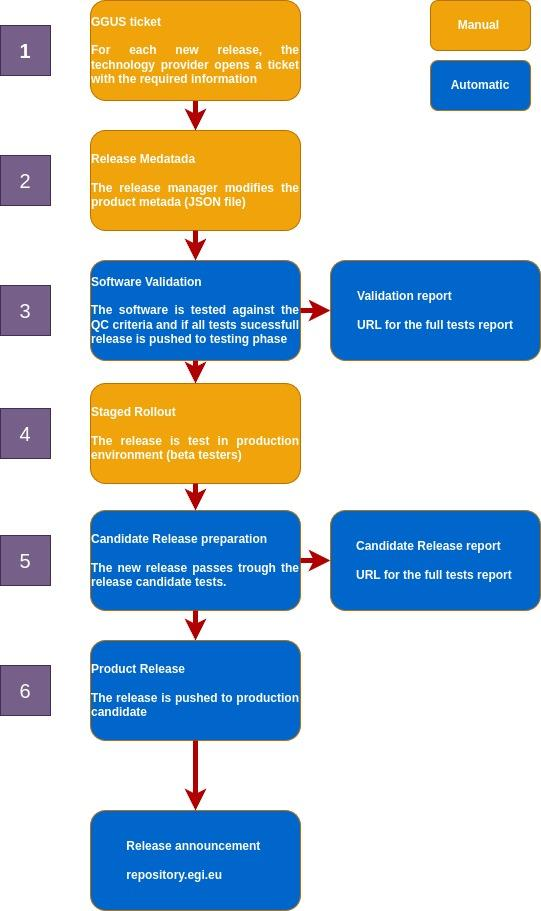 1
GGUS ticket
For each new release, the
technology provider opens a ticket
with the required information
Manual
Automatic
2
Release Medatada
The release manager modifies the
product metada (JSON file)
3
Software Validation
The software is tested against the
QC criteria and if all tests sucessfull
release is pushed to testing phase
Validation report
URL for the full tests report
4
Staged Rollout
The release is test in production
environment (beta testers)
5
Candidate Release preparation
The new release passes trough the
release candidate tests.
Candidate Release report
URL for the full tests report
6
Product Release
The release is pushed to production
candidate
Release announcement
repository.egi.eu